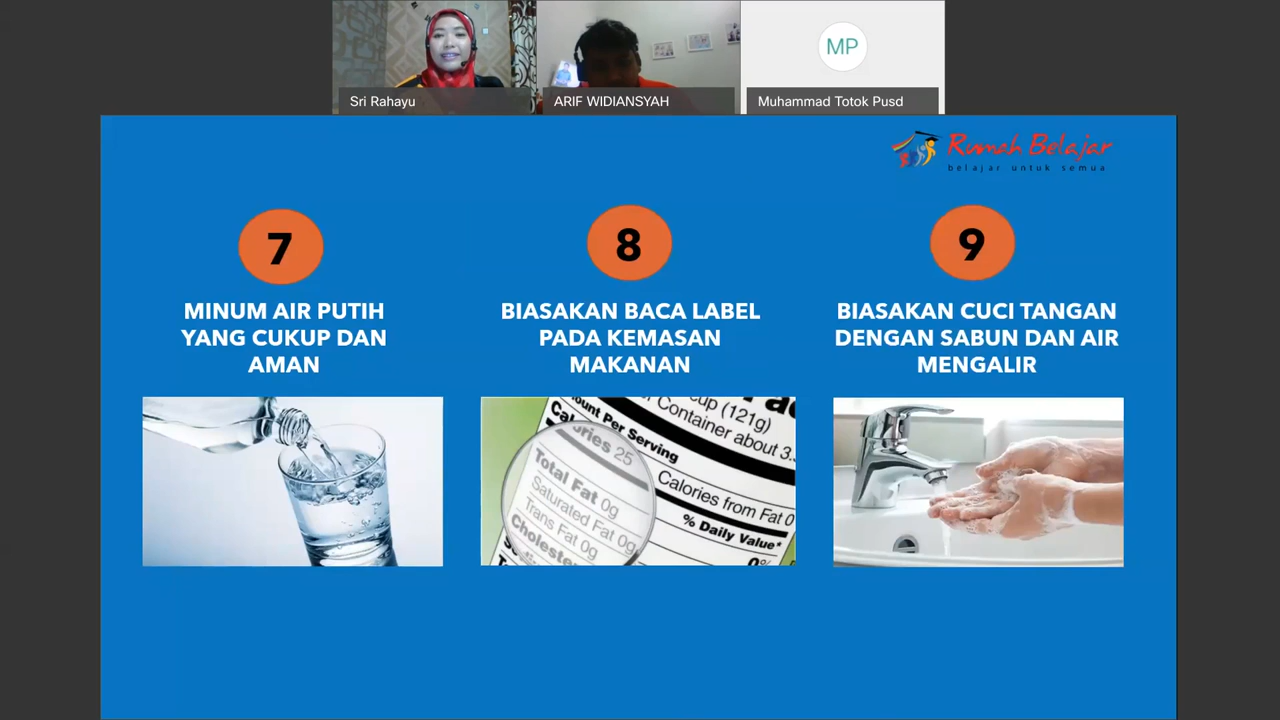 MP
Sri Rahayu
ARIF WIDIANSYAH
Muhammad Totok Pusd
Rumah Belajar
belajar untuk semua
7
MINUM AIR PUTIH
YANG CUKUP DAN
AMAN
8
BIASAKAN BACA LABEL
PADA KEMASAN
MAKANAN
9
BIASAKAN CUCI TANGAN
DENGAN SABUN DAN AIR
MENGALIR
cup (121g)
Container about 3.
Amount Per Serving
Calories 25
Calories from Fat 0
Total Fat 0g
Saturated Fat 0g
Trans Fat 0g
% Daily Value*
0%